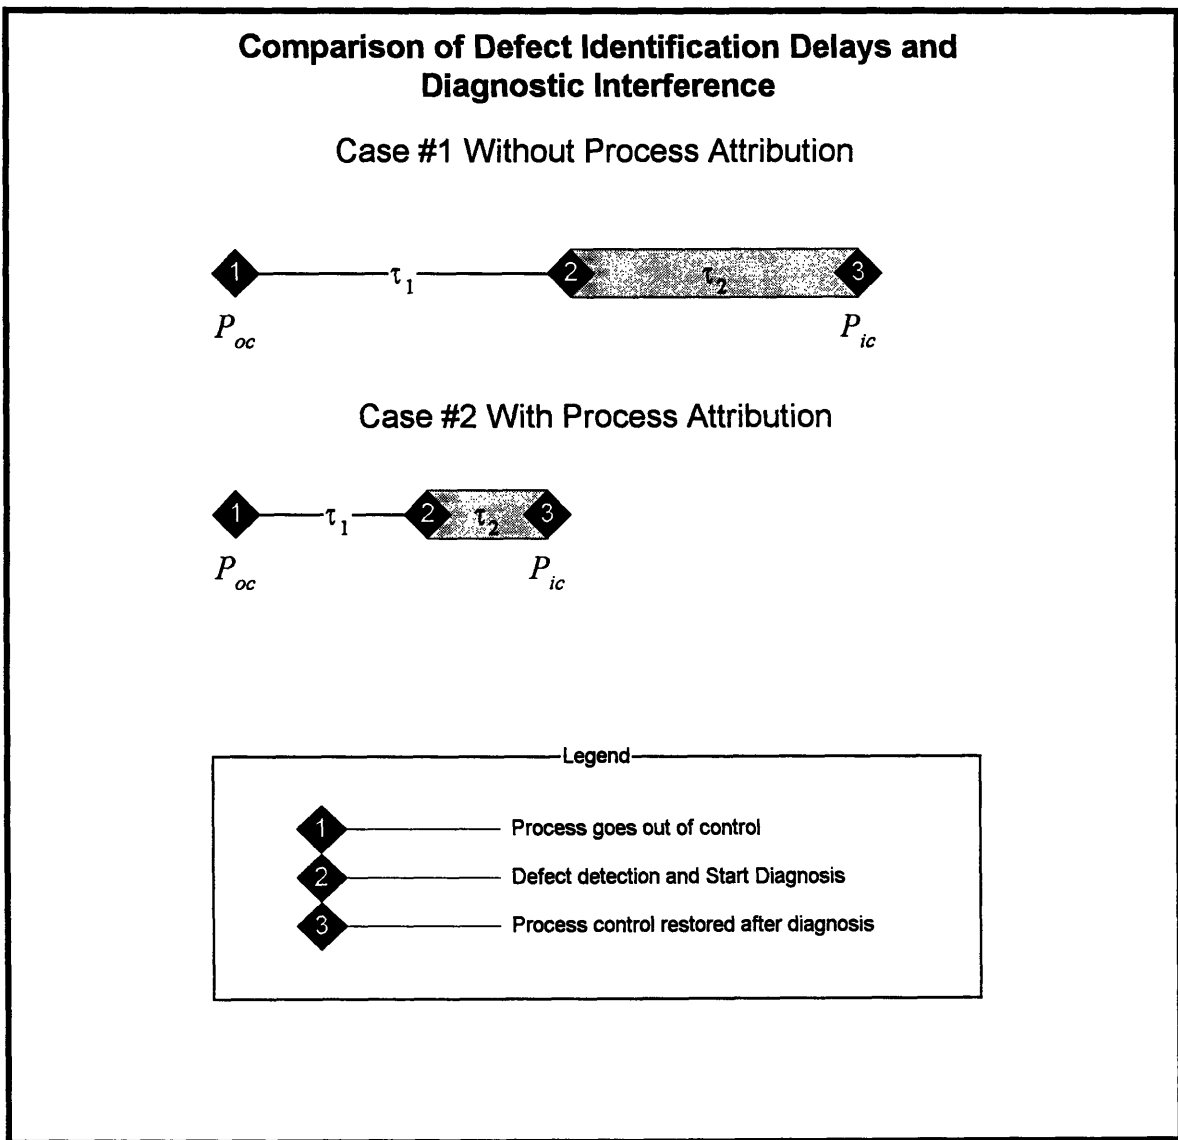 Comparison of Defect Identification Delays and
Diagnostic Interference
Case #1 Without Process Attribution
1 τ1 2 τ2 3
Poc Pic
Case #2 With Process Attribution
1 τ1 2 τ2 3
Poc Pic
Legend
1 Process goes out of control
2 Defect detection and Start Diagnosis
3 Process control restored after diagnosis